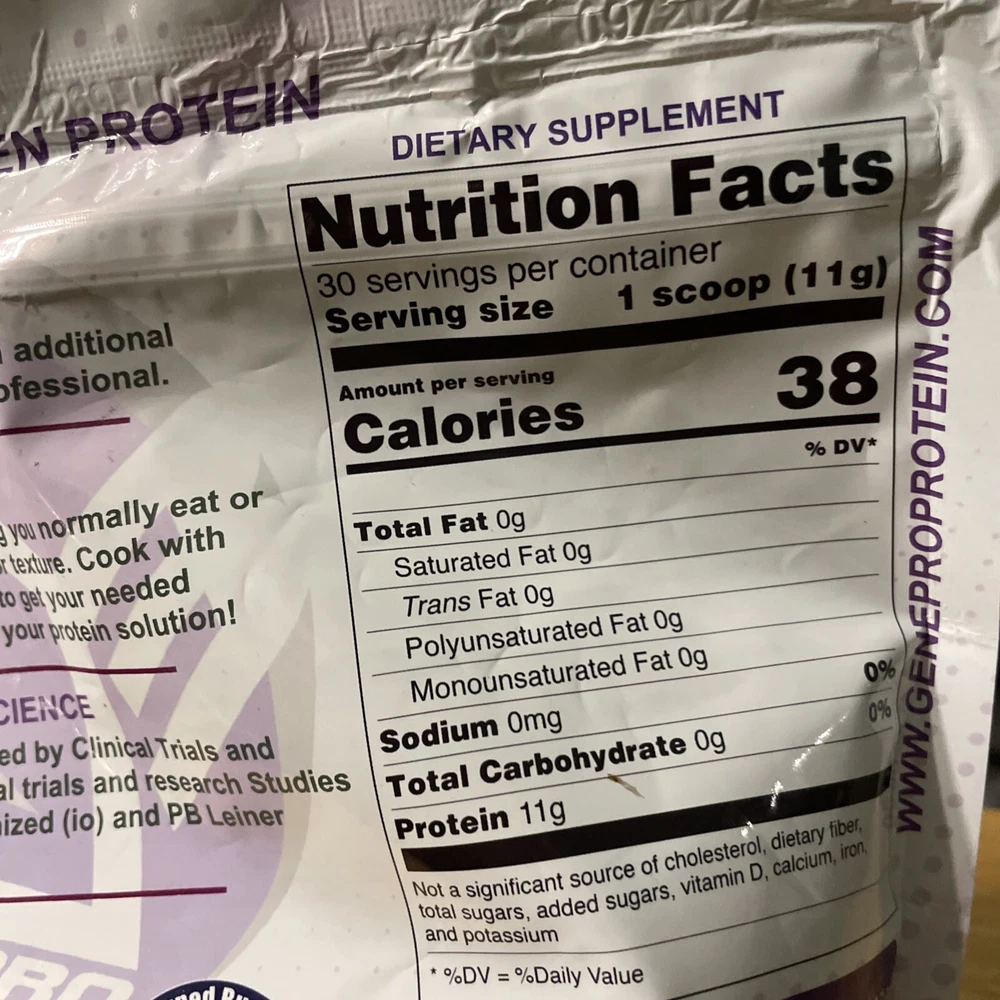 EN PROTEIN
DIETARY SUPPLEMENT
Nutrition Facts
30 servings per container
Serving size 1 scoop (11g)
Amount per serving
Calories 38
% DV*
Total Fat 0g
Saturated Fat 0g
Trans Fat 0g
Polyunsaturated Fat 0g
Monounsaturated Fat 0g
Sodium 0mg 0%
Total Carbohydrate 0g 0%
Protein 11g
Not a significant source of cholesterol, dietary fiber,
total sugars, added sugars, vitamin D, calcium, iron,
and potassium
* %DV = %Daily Value
WWW.GENEPROPROTEIN.COM
additional
ofessional.
you normally eat or
r texture. Cook with
to get your needed
your protein solution!
CIENCE
ed by Clinical Trials and
al trials and research Studies
ized (io) and PB Leiner